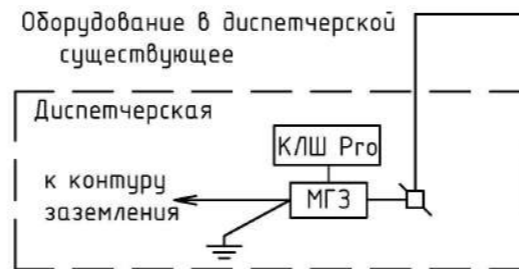 Оборудование в диспетчерской
существующее
Диспетчерская
КЛШ Pro
к контуру
заземления
МГЗ